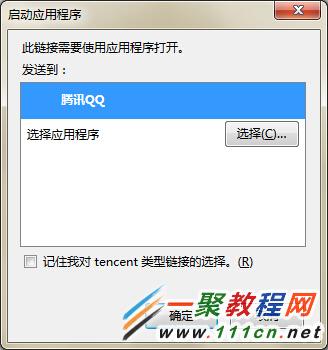 启动应用程序
此链接需要使用应用程序打开。
发送到：
腾讯QQ
选择应用程序
选择(C)...
记住我对 tencent 类型链接的选择。(R)
确定
一聚教程网
www.111cn.net